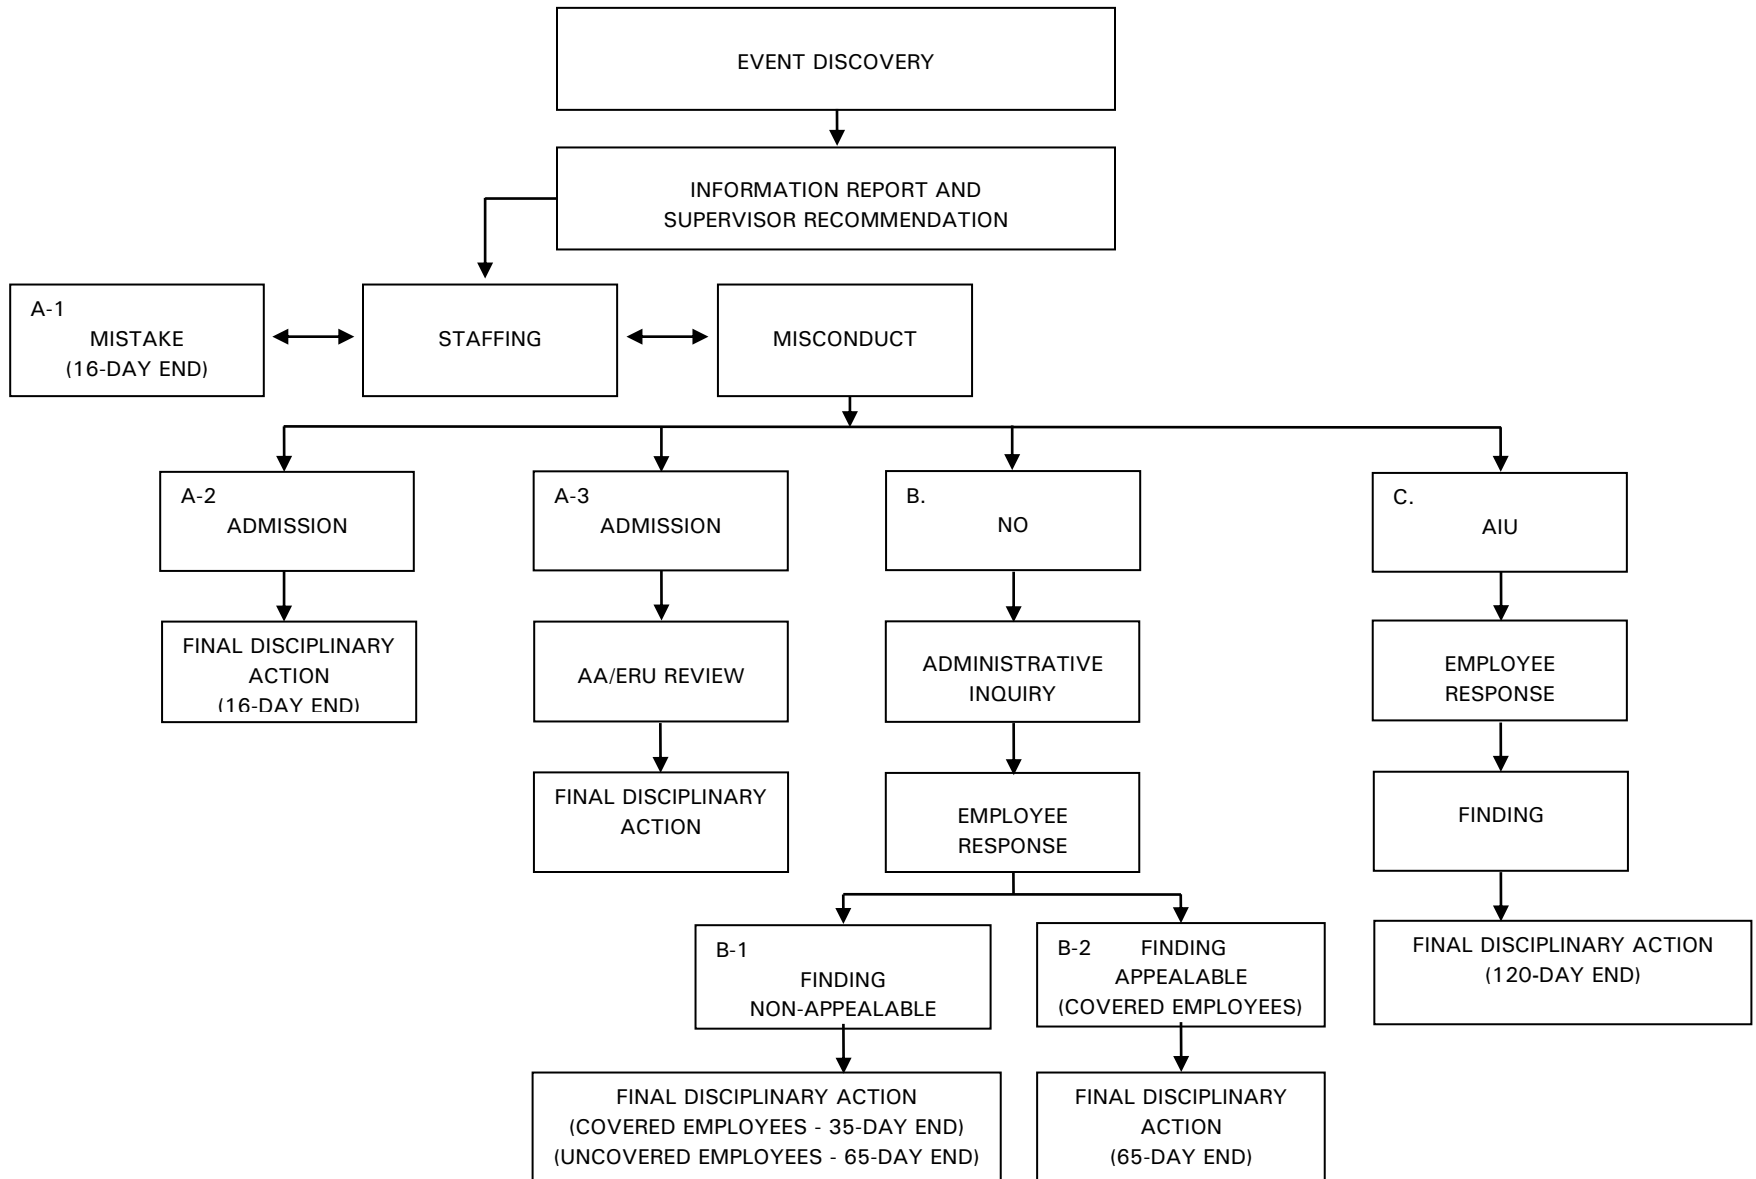 EVENT DISCOVERY
INFORMATION REPORT AND
SUPERVISOR RECOMMENDATION
A-1
MISTAKE
(16-DAY END)
STAFFING
MISCONDUCT
A-2
ADMISSION
A-3
ADMISSION
B.
NO
C.
AIU
FINAL DISCIPLINARY
ACTION
(16-DAY END)
AA/ERU REVIEW
ADMINISTRATIVE
INQUIRY
EMPLOYEE
RESPONSE
FINAL DISCIPLINARY
ACTION
EMPLOYEE
RESPONSE
FINDING
B-1
FINDING
NON-APPEALABLE
B-2 FINDING
APPEALABLE
(COVERED EMPLOYEES)
FINAL DISCIPLINARY ACTION
(120-DAY END)
FINAL DISCIPLINARY ACTION
(COVERED EMPLOYEES - 35-DAY END)
(UNCOVERED EMPLOYEES - 65-DAY END)
FINAL DISCIPLINARY
ACTION
(65-DAY END)